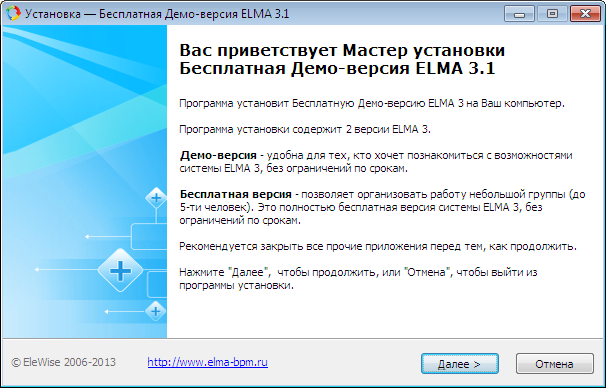 Установка — Бесплатная Демо-версия ELMA 3.1
Вас приветствует Мастер установки
Бесплатная Демо-версия ELMA 3.1
Программа установит Бесплатную Демо-версию ELMA 3 на Ваш компьютер.
Программа установки содержит 2 версии ELMA 3.
Демо-версия - удобна для тех, кто хочет познакомиться с возможностями
системы ELMA 3, без ограничений по срокам.
Бесплатная версия - позволяет организовать работу небольшой группы (до
5-ти человек). Это полностью бесплатная версия системы ELMA 3, без
ограничений по срокам.
Рекомендуется закрыть все прочие приложения перед тем, как продолжить.
Нажмите "Далее", чтобы продолжить, или "Отмена", чтобы выйти из
программы установки.
© EleWise 2006-2013 http://www.elma-bpm.ru Далее > Отмена